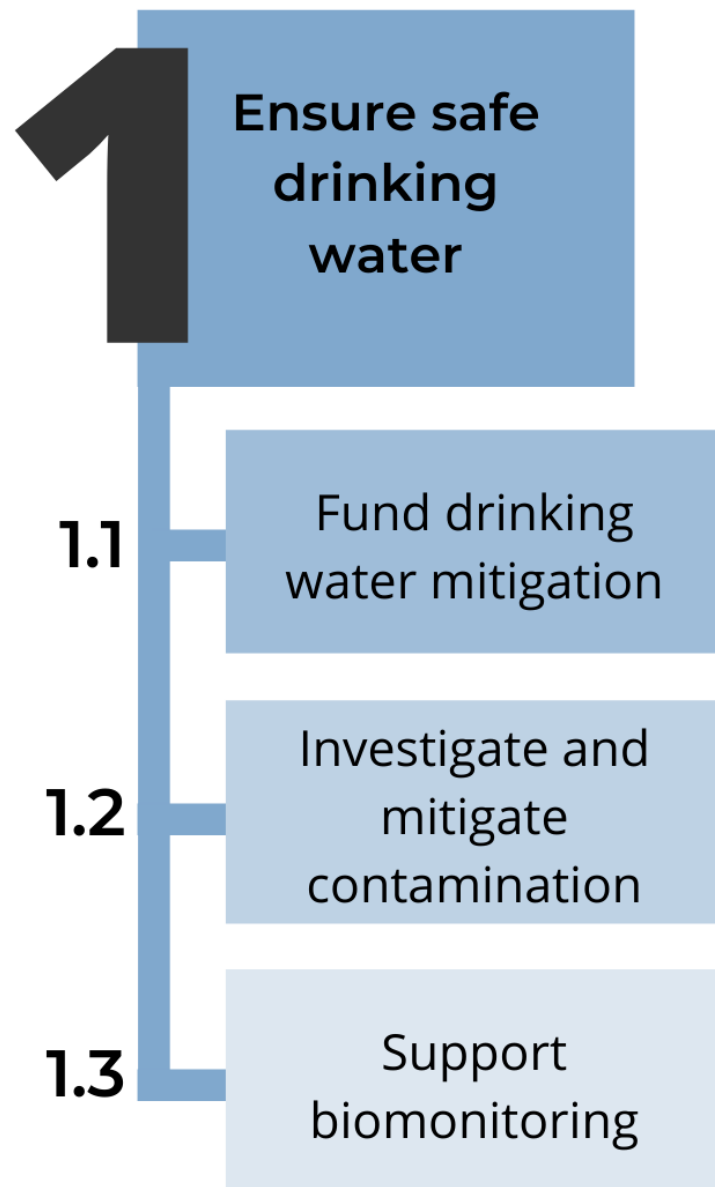 1
Ensure safe
drinking
water
1.1
Fund drinking
water mitigation
1.2
Investigate and
mitigate
contamination
1.3
Support
biomonitoring